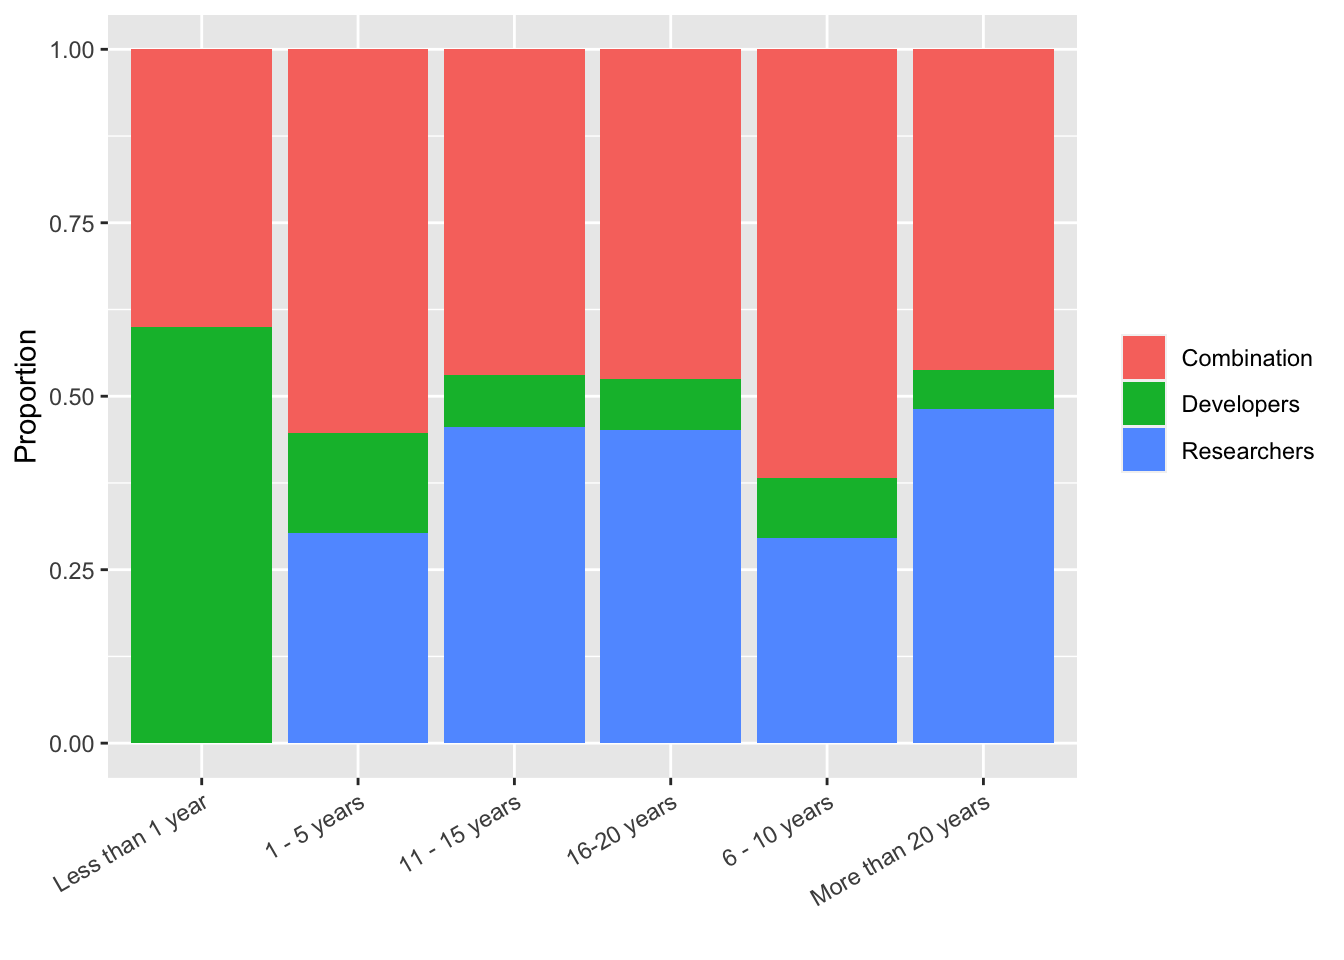 1.00
0.75
0.50
0.25
0.00
Proportion
Less than 1 year
1 - 5 years
11 - 15 years
16-20 years
6 - 10 years
More than 20 years
Combination
Developers
Researchers